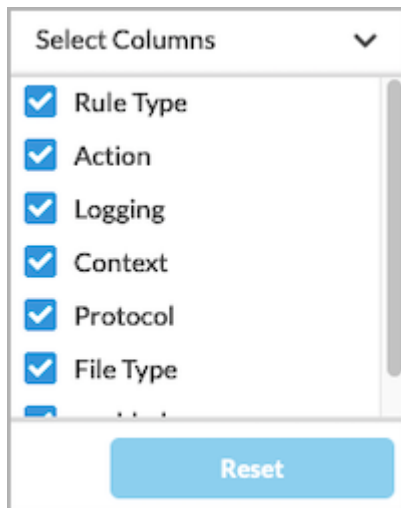 Select Columns
Rule Type
Action
Logging
Context
Protocol
File Type
Reset